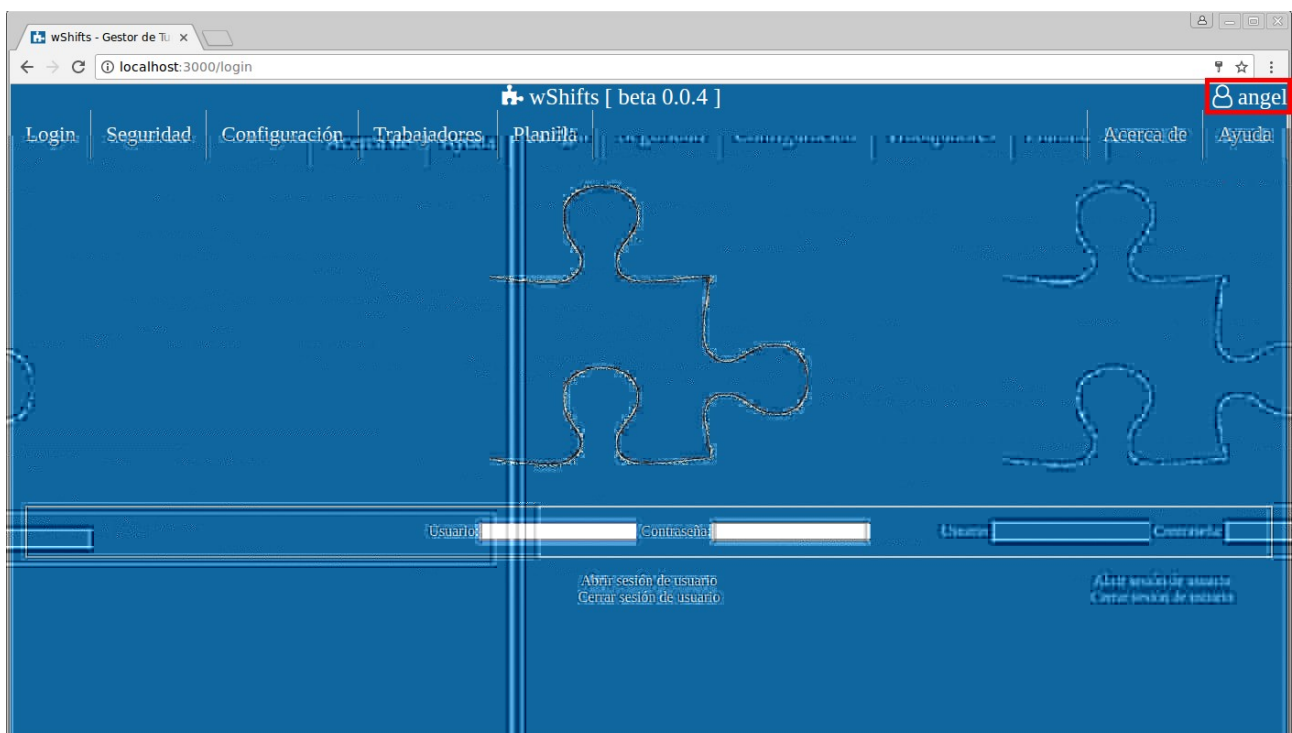 wShifts - Gestor de Tu
localhost:3000/login
wShifts [ beta 0.0.4 ]
angel
Login Seguridad Configuración Trabajadores Planilla Acerca de Ayuda
Usuario: Contraseña:
Abrir sesión de usuario
Cerrar sesión de usuario